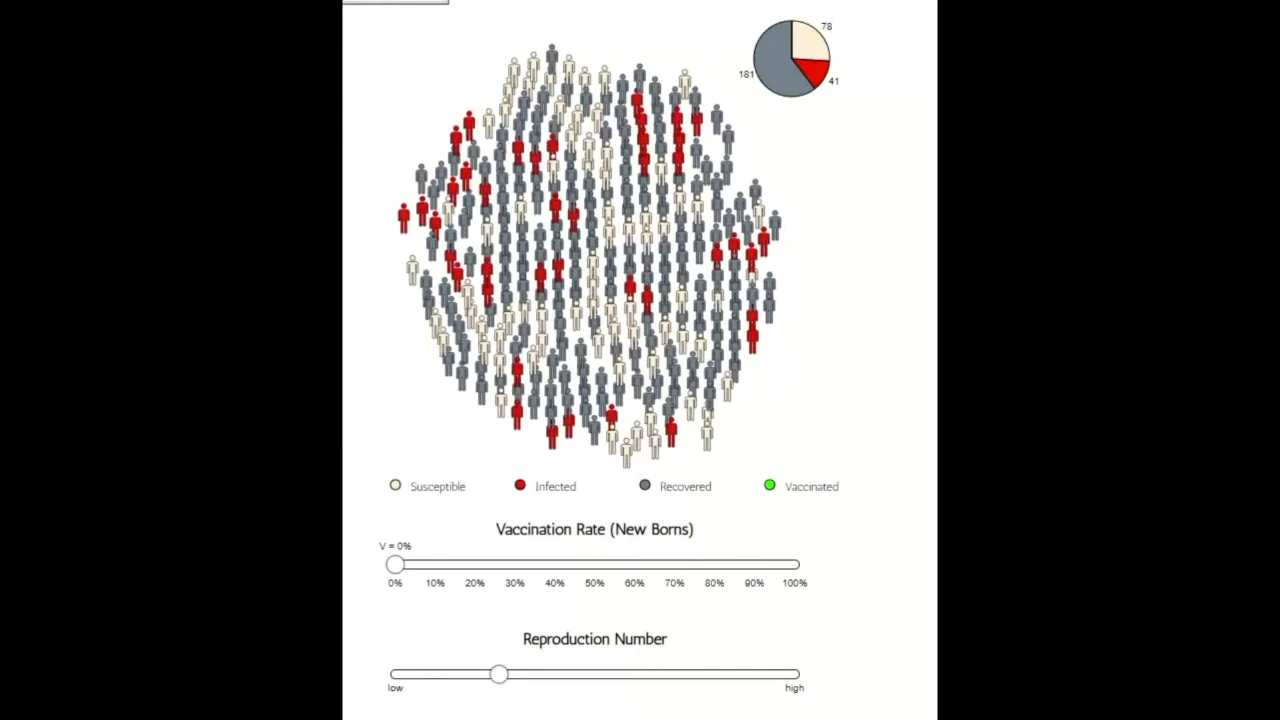 78
181
41
Susceptible Infected Recovered Vaccinated
Vaccination Rate (New Borns)
V = 0%
0% 10% 20% 30% 40% 50% 60% 70% 80% 90% 100%
Reproduction Number
low high